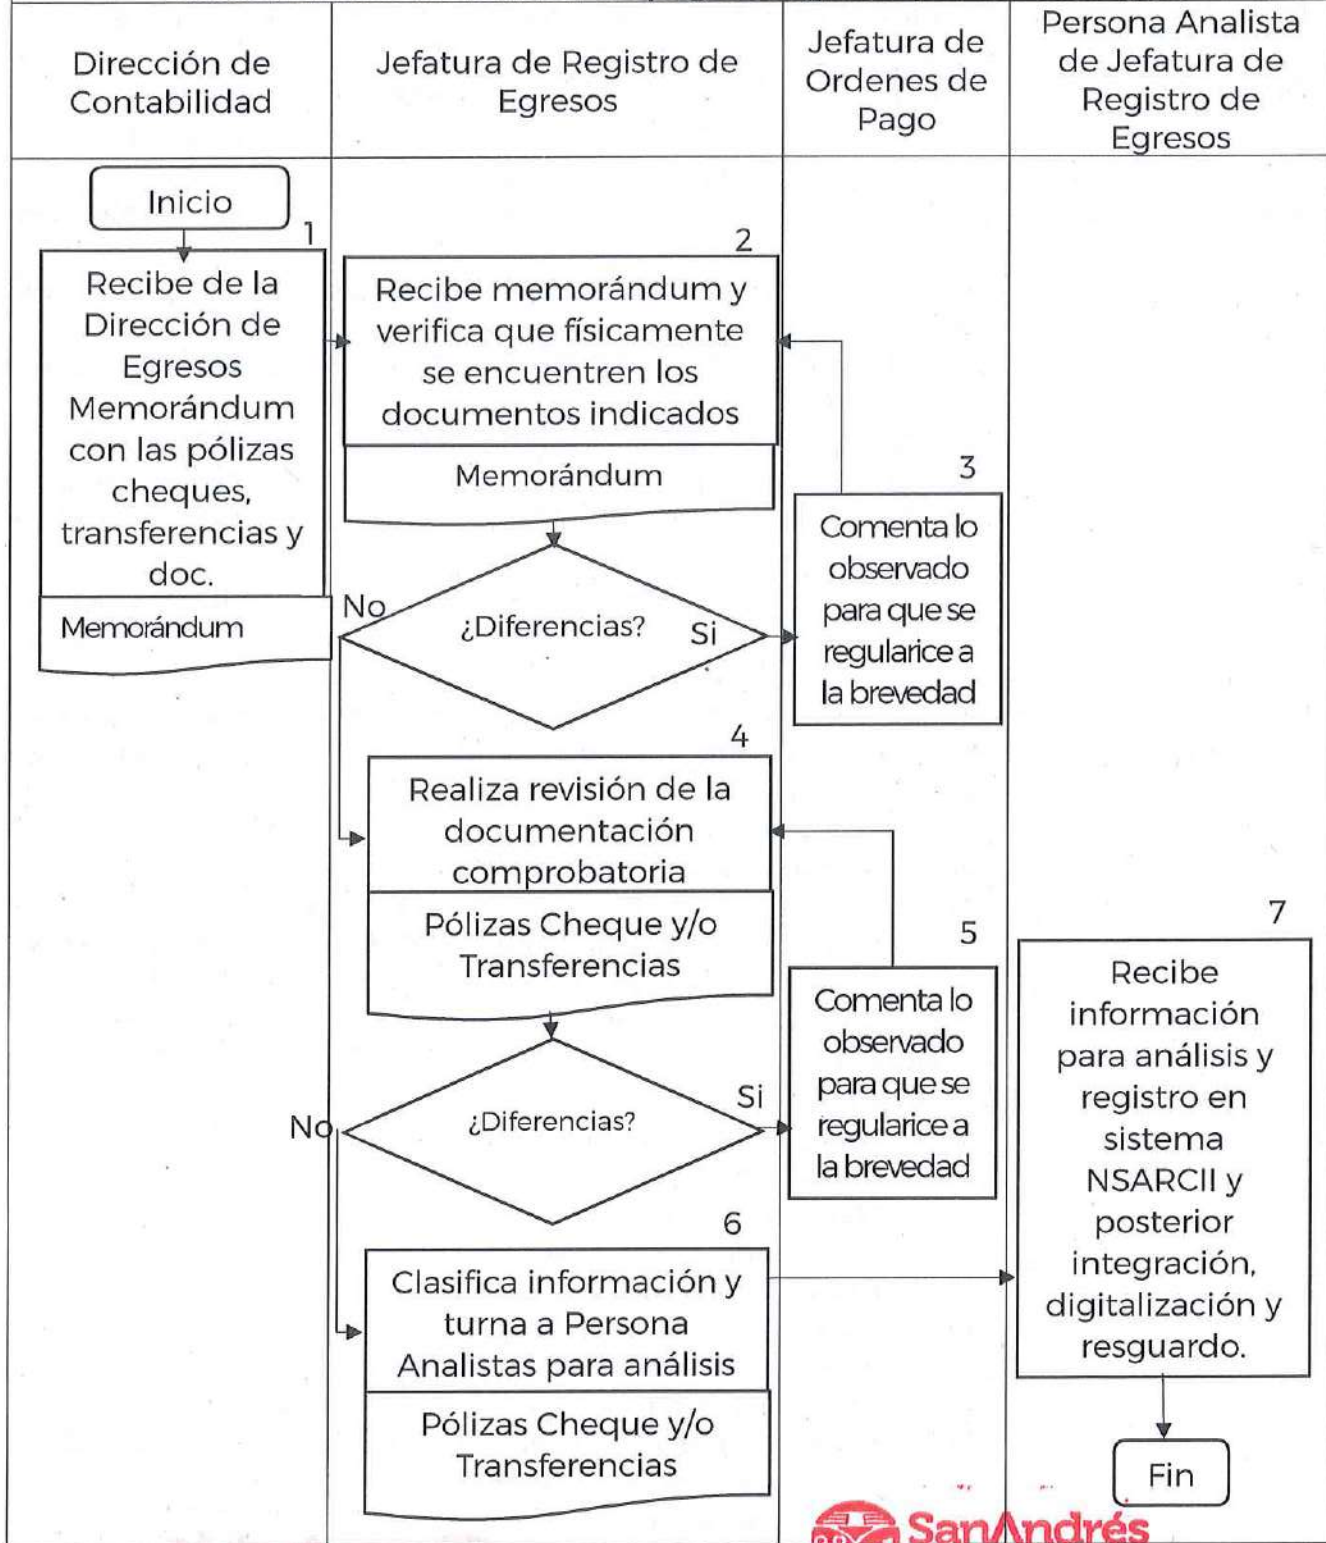 Dirección de
Contabilidad
Jefatura de Registro de
Egresos
Jefatura de
Ordenes de
Pago
Persona Analista
de Jefatura de
Registro de
Egresos
Inicio
1
Recibe de la
Dirección de
Egresos
Memorándum
con las pólizas
cheques,
transferencias y
doc.
Memorándum
2
Recibe memorándum y
verifica que físicamente
se encuentren los
documentos indicados
Memorándum
No
¿Diferencias?
Si
3
Comenta lo
observado
para que se
regularice a
la brevedad
4
Realiza revisión de la
documentación
comprobatoria
Pólizas Cheque y/o
Transferencias
No
¿Diferencias?
Si
5
Comenta lo
observado
para que se
regularice a
la brevedad
6
Clasifica información y
turna a Persona
Analistas para análisis
Pólizas Cheque y/o
Transferencias
7
Recibe
información
para análisis y
registro en
sistema
NSARCII y
posterior
integración,
digitalización y
resguardo.
Fin
SanAndrés